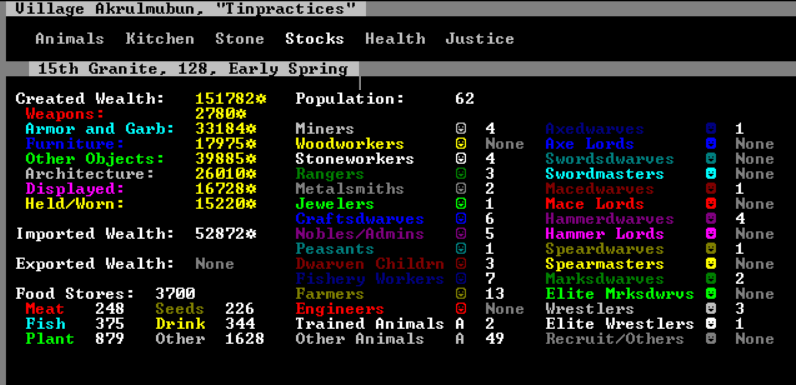 Village Akrulmubun, "Tinpractices"
Animals Kitchen Stone Stocks Health Justice
15th Granite, 128, Early Spring
Created Wealth: 151782☼ Population: 62
Weapons: 2780☼
Armor and Garb: 33184☼ Miners 4 Axedwarves 1
Furniture: 17975☼ Woodworkers None Axe Lords None
Other Objects: 39885☼ Stoneworkers 4 Swordsdwarves None
Architecture: 26010☼ Rangers 3 Swordmasters None
Displayed: 16728☼ Metalsmiths 2 Macedwarves 1
Held/Worn: 15220☼ Jewelers 1 Mace Lords None
Craftsdwarves 6 Hammerdwarves 4
Imported Wealth: 52872☼ Nobles/Admins 5 Hammer Lords None
Peasants 1 Speardwarves 1
Exported Wealth: None Dwarven Childrn 3 Spearmasters None
Fishery Workers 7 Marksdwarves 2
Food Stores: 3700 Farmers 13 Elite Mrksdwrvs None
Meat 248 Seeds 226 Engineers None Wrestlers 3
Fish 375 Drink 344 Trained Animals A 2 Elite Wrestlers 1
Plant 879 Other 1628 Other Animals A 49 Recruit/Others None